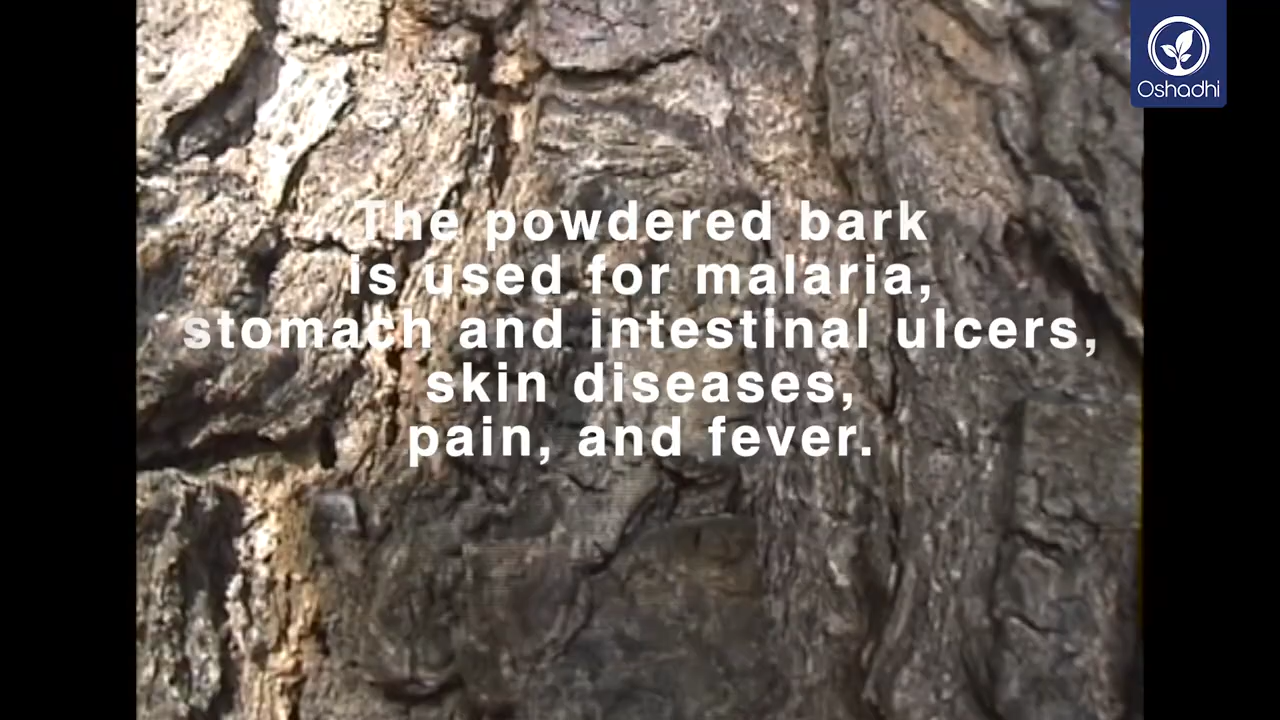 Oshadhi
The powdered bark
is used for malaria,
stomach and intestinal ulcers,
skin diseases,
pain, and fever.